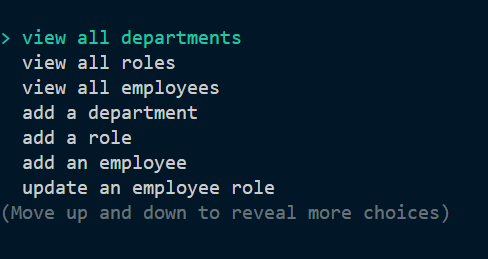 > view all departments
view all roles
view all employees
add a department
add a role
add an employee
update an employee role
(Move up and down to reveal more choices)